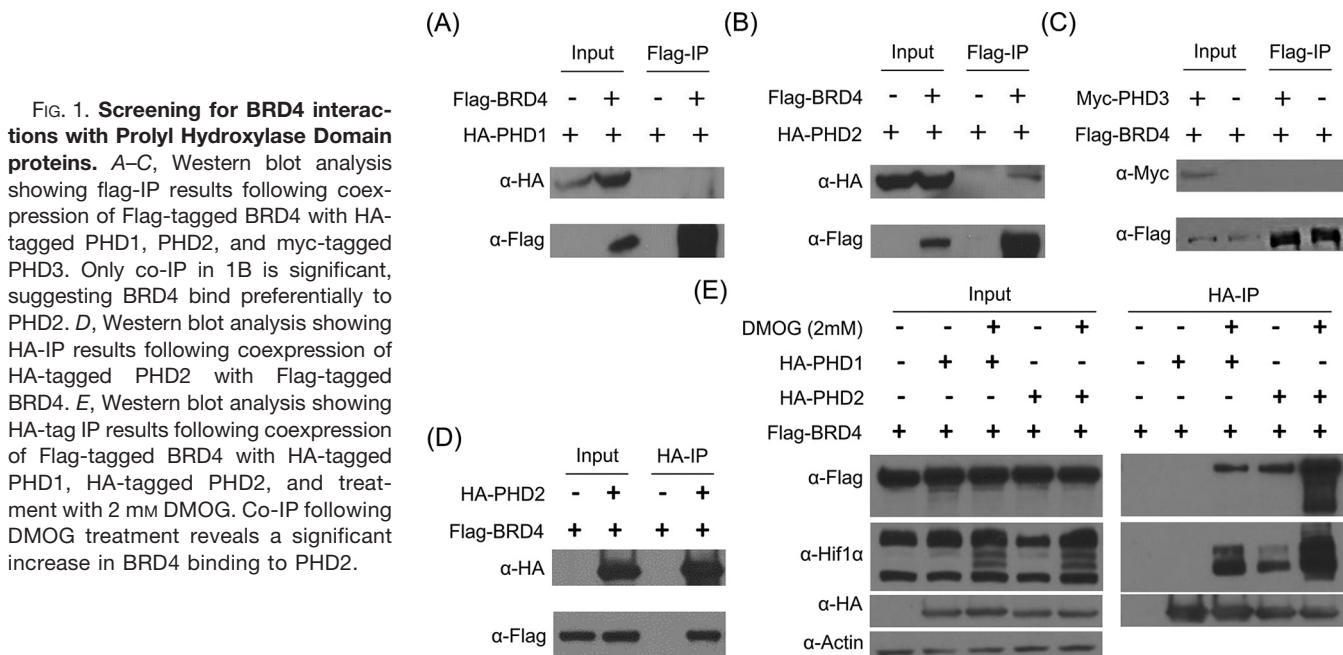 FIG. 1. Screening for BRD4 interac-
tions with Prolyl Hydroxylase Domain
proteins. A–C, Western blot analysis
showing flag-IP results following coex-
pression of Flag-tagged BRD4 with HA-
tagged PHD1, PHD2, and myc-tagged
PHD3. Only co-IP in 1B is significant,
suggesting BRD4 bind preferentially to
PHD2. D, Western blot analysis showing
HA-IP results following coexpression of
HA-tagged PHD2 with Flag-tagged
BRD4. E, Western blot analysis showing
HA-tag IP results following coexpression
of Flag-tagged BRD4 with HA-tagged
PHD1, HA-tagged PHD2, and treat-
ment with 2 mM DMOG. Co-IP following
DMOG treatment reveals a significant
increase in BRD4 binding to PHD2.
(A)
Input Flag-IP
Flag-BRD4 - + - +
HA-PHD1 + + + +
α-HA
α-Flag
(B)
Input Flag-IP
Flag-BRD4 - + - +
HA-PHD2 + + + +
α-HA
α-Flag
(C)
Input Flag-IP
Myc-PHD3 + - + -
Flag-BRD4 + + + +
α-Myc
α-Flag
(D)
Input HA-IP
HA-PHD2 - + - +
Flag-BRD4 + + + +
α-HA
α-Flag
(E)
Input HA-IP
DMOG (2mM) - - + - + - - + - +
HA-PHD1 - + + - - - + + - -
HA-PHD2 - - - + + - - - + +
Flag-BRD4 + + + + + + + + + +
α-Flag
α-Hif1α
α-HA
α-Actin